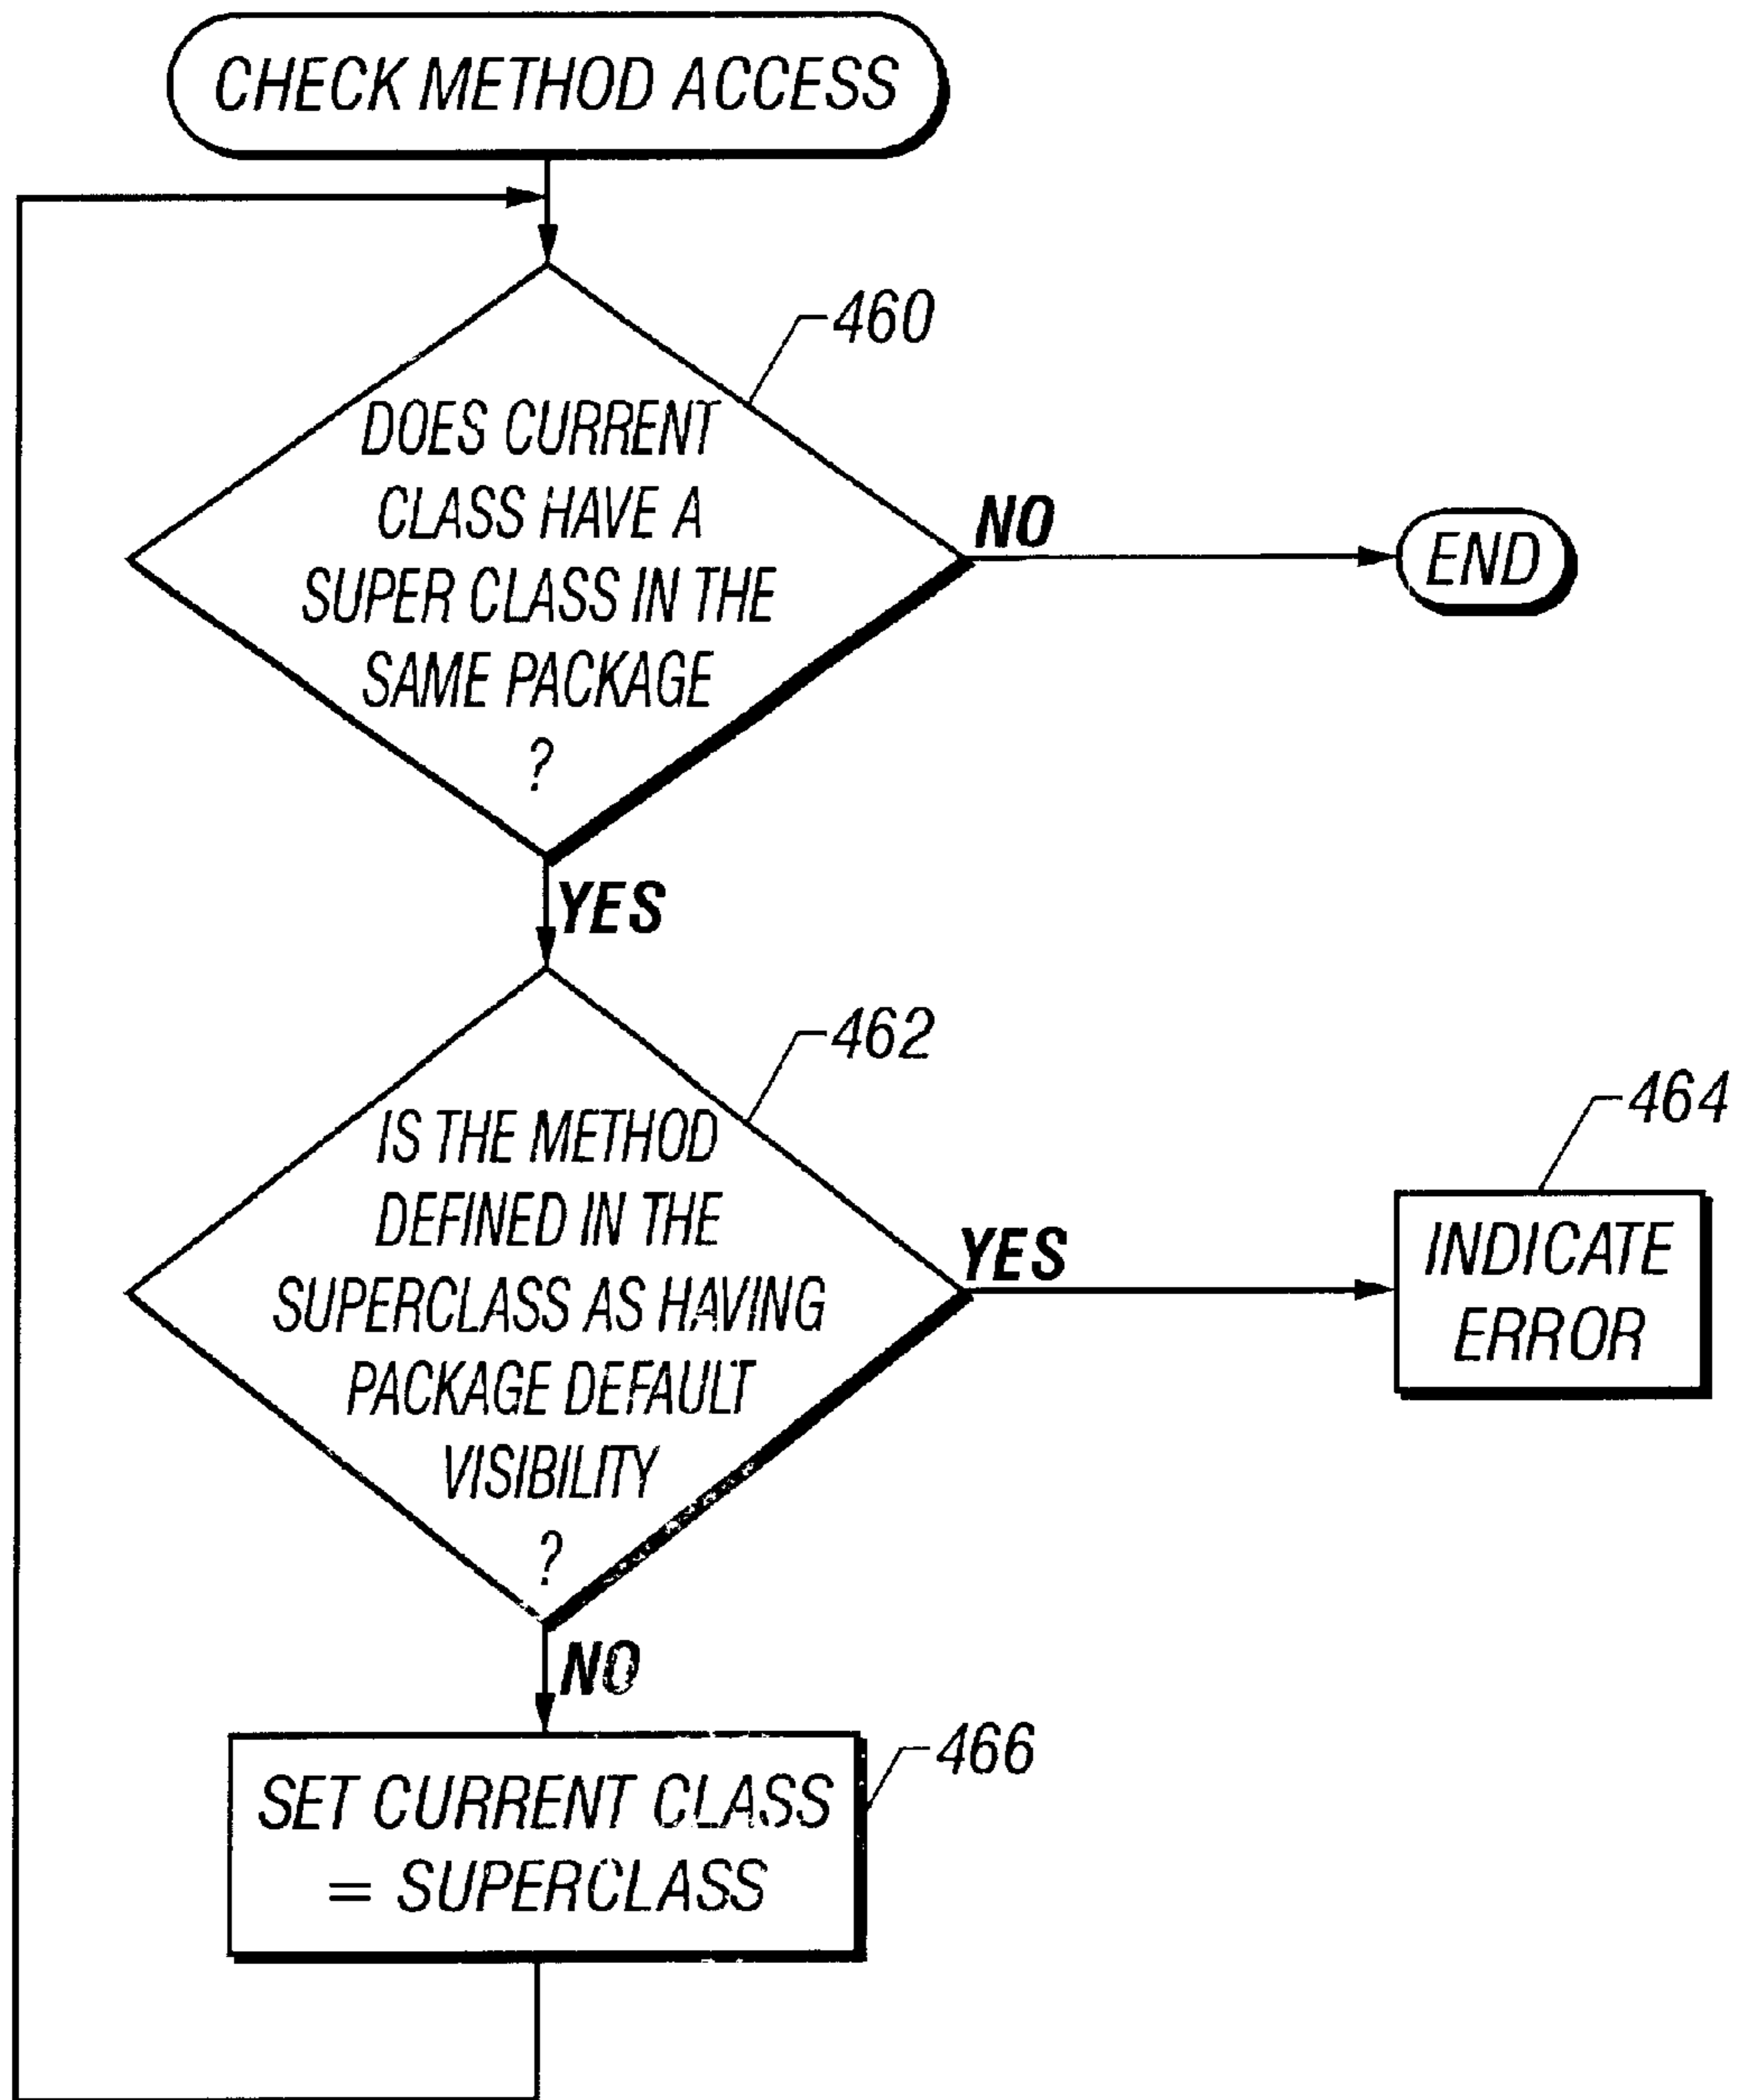 CHECK METHOD ACCESS
460
DOES CURRENT
CLASS HAVE A
SUPER CLASS IN THE
SAME PACKAGE
?
NO
END
YES
462
IS THE METHOD
DEFINED IN THE
SUPERCLASS AS HAVING
PACKAGE DEFAULT
VISIBILITY
?
YES
464
INDICATE
ERROR
NO
466
SET CURRENT CLASS
= SUPERCLASS